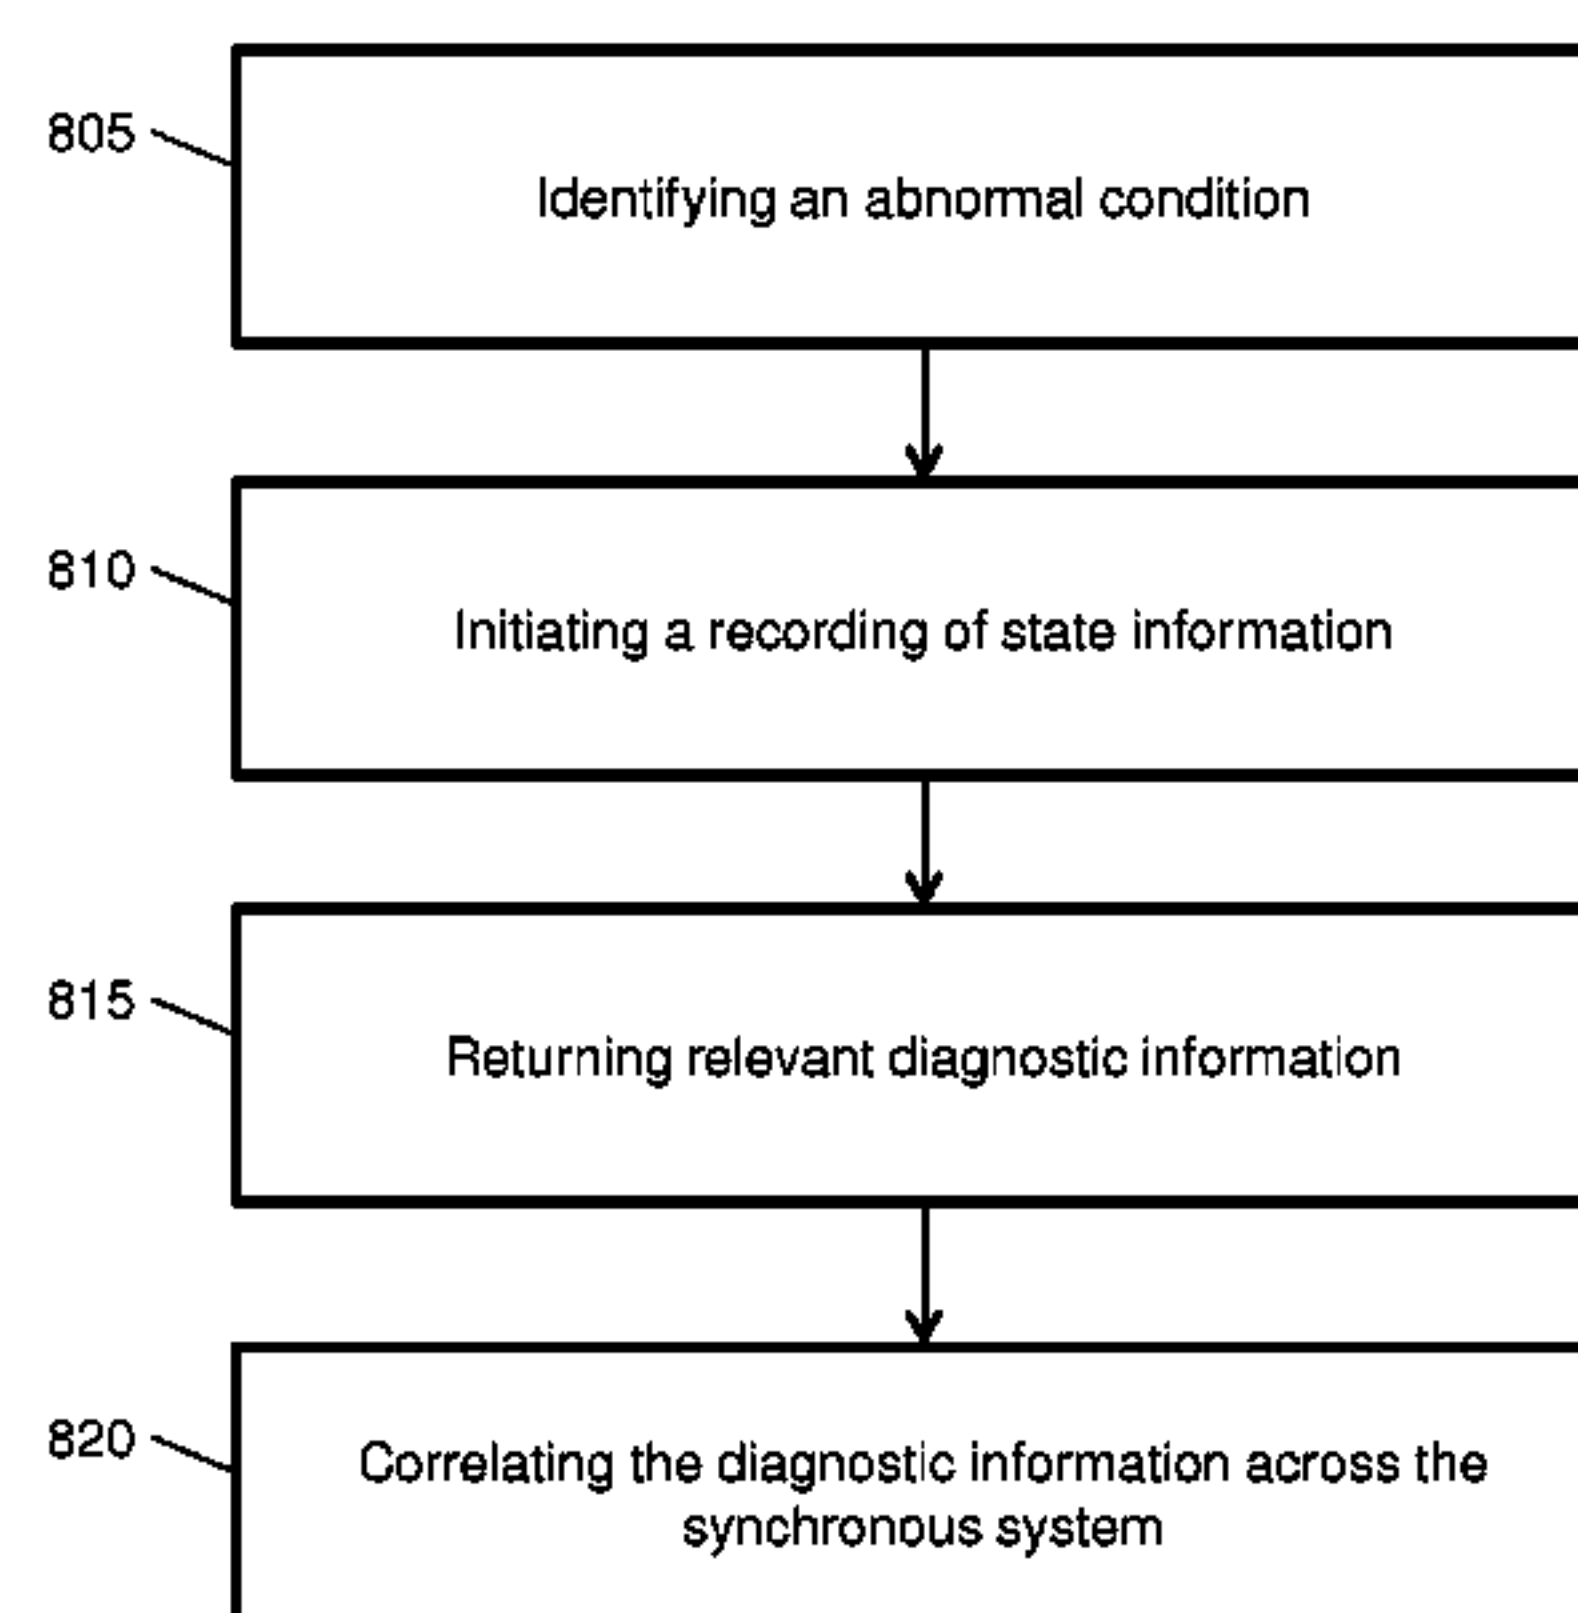 805
Identifying an abnormal condition
810
Initiating a recording of state information
815
Returning relevant diagnostic information
820
Correlating the diagnostic information across the
synchronous system